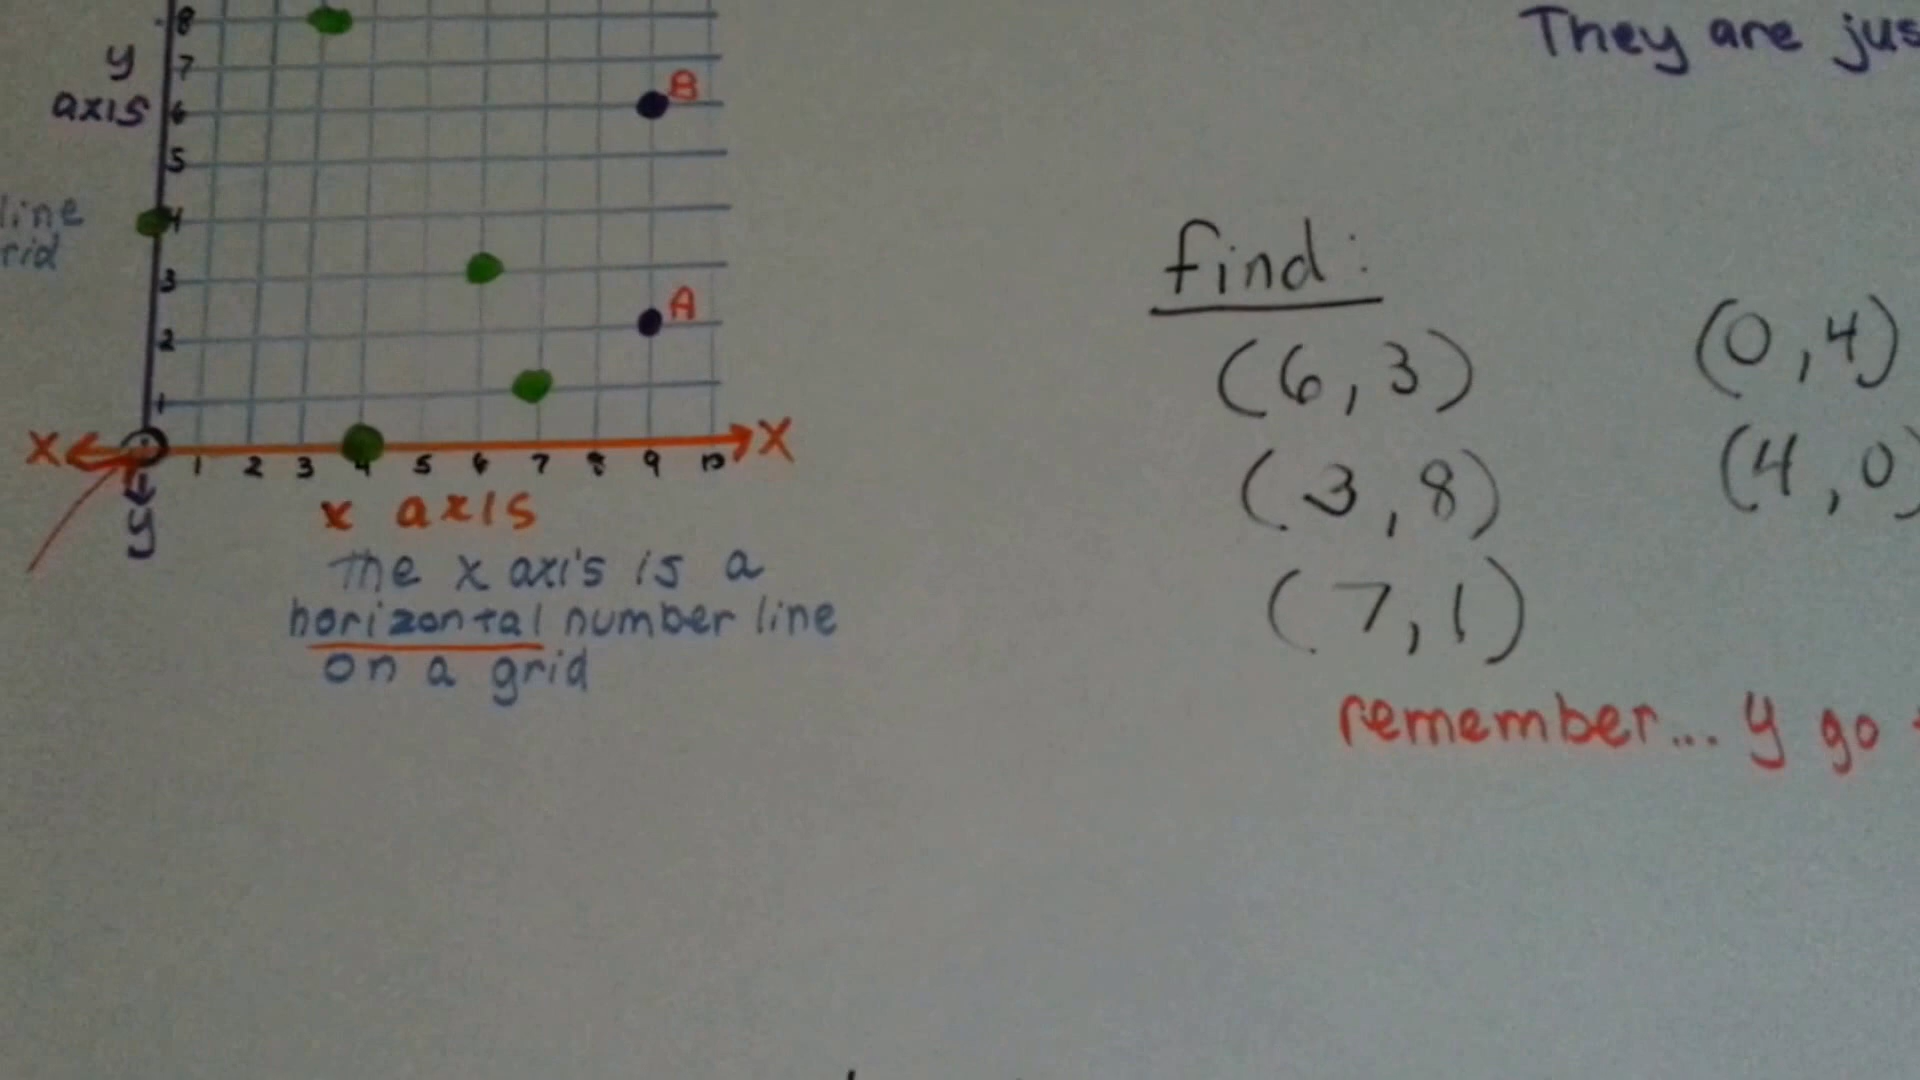 They are jus
8
y
7
B
axis
6
5
line
4
rid
3
A
2
1
X
X
1 2 3 4 5 6 7 8 9 10
y
x axis
The x axis is a
horizontal number line
on a grid
find:
(6,3)
(0,4)
(3,8)
(4,0)
(7,1)
remember... y go